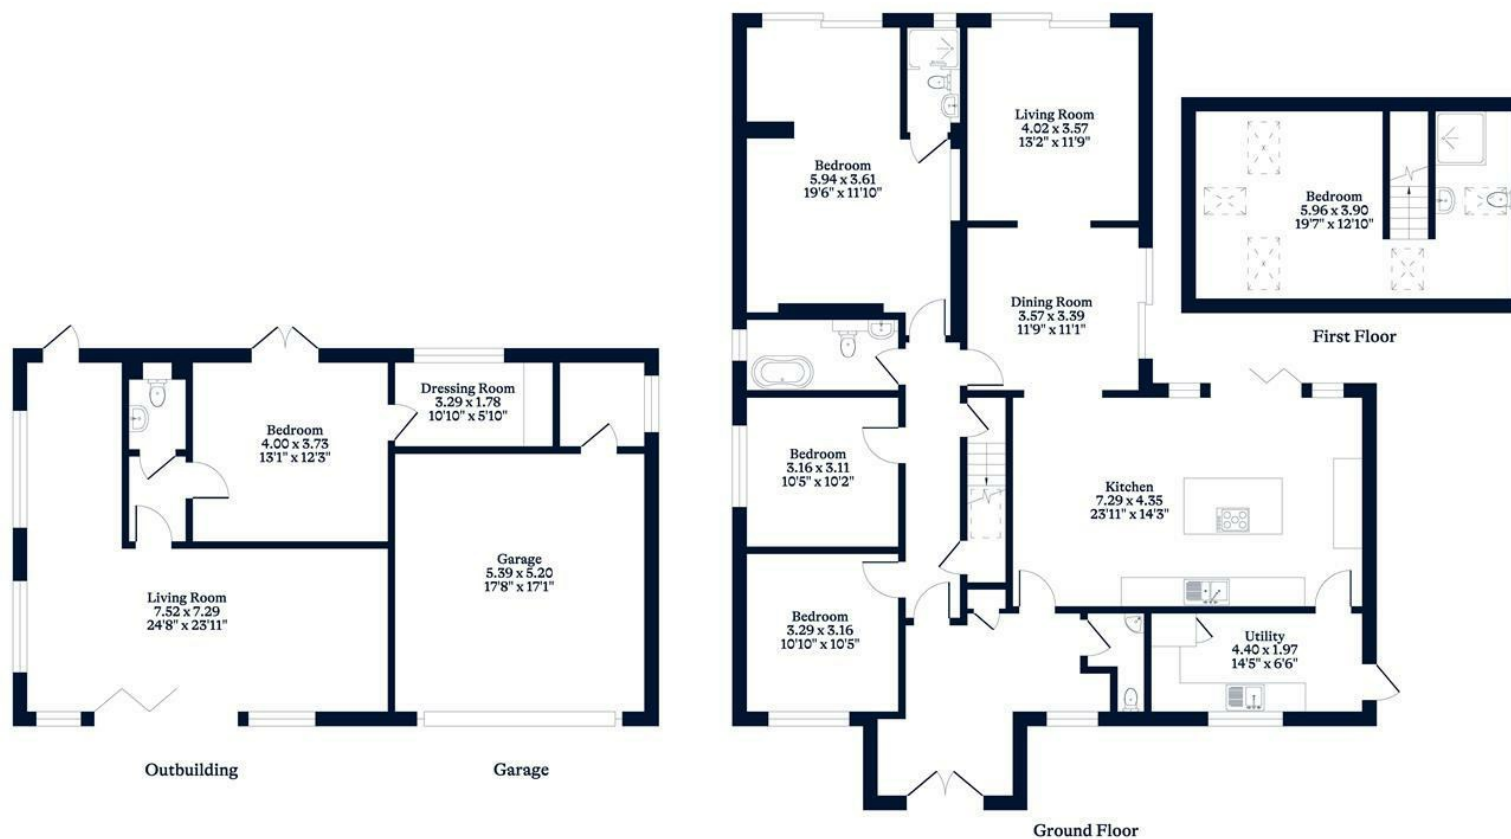 Living Room
4.02 x 3.57
13'2" x 11'9"
Bedroom
5.94 x 3.61
19'6" x 11'10"
Bedroom
5.96 x 3.90
19'7" x 12'10"
Dining Room
3.57 x 3.39
11'9" x 11'1"
First Floor
Dressing Room
3.29 x 1.78
10'10" x 5'10"
Bedroom
4.00 x 3.73
13'1" x 12'3"
Bedroom
3.16 x 3.11
10'5" x 10'2"
Kitchen
7.29 x 4.35
23'11" x 14'3"
Garage
5.39 x 5.20
17'8" x 17'1"
Living Room
7.52 x 7.29
24'8" x 23'11"
Bedroom
3.29 x 3.16
10'10" x 10'5"
Utility
4.40 x 1.97
14'5" x 6'6"
Outbuilding
Garage
Ground Floor